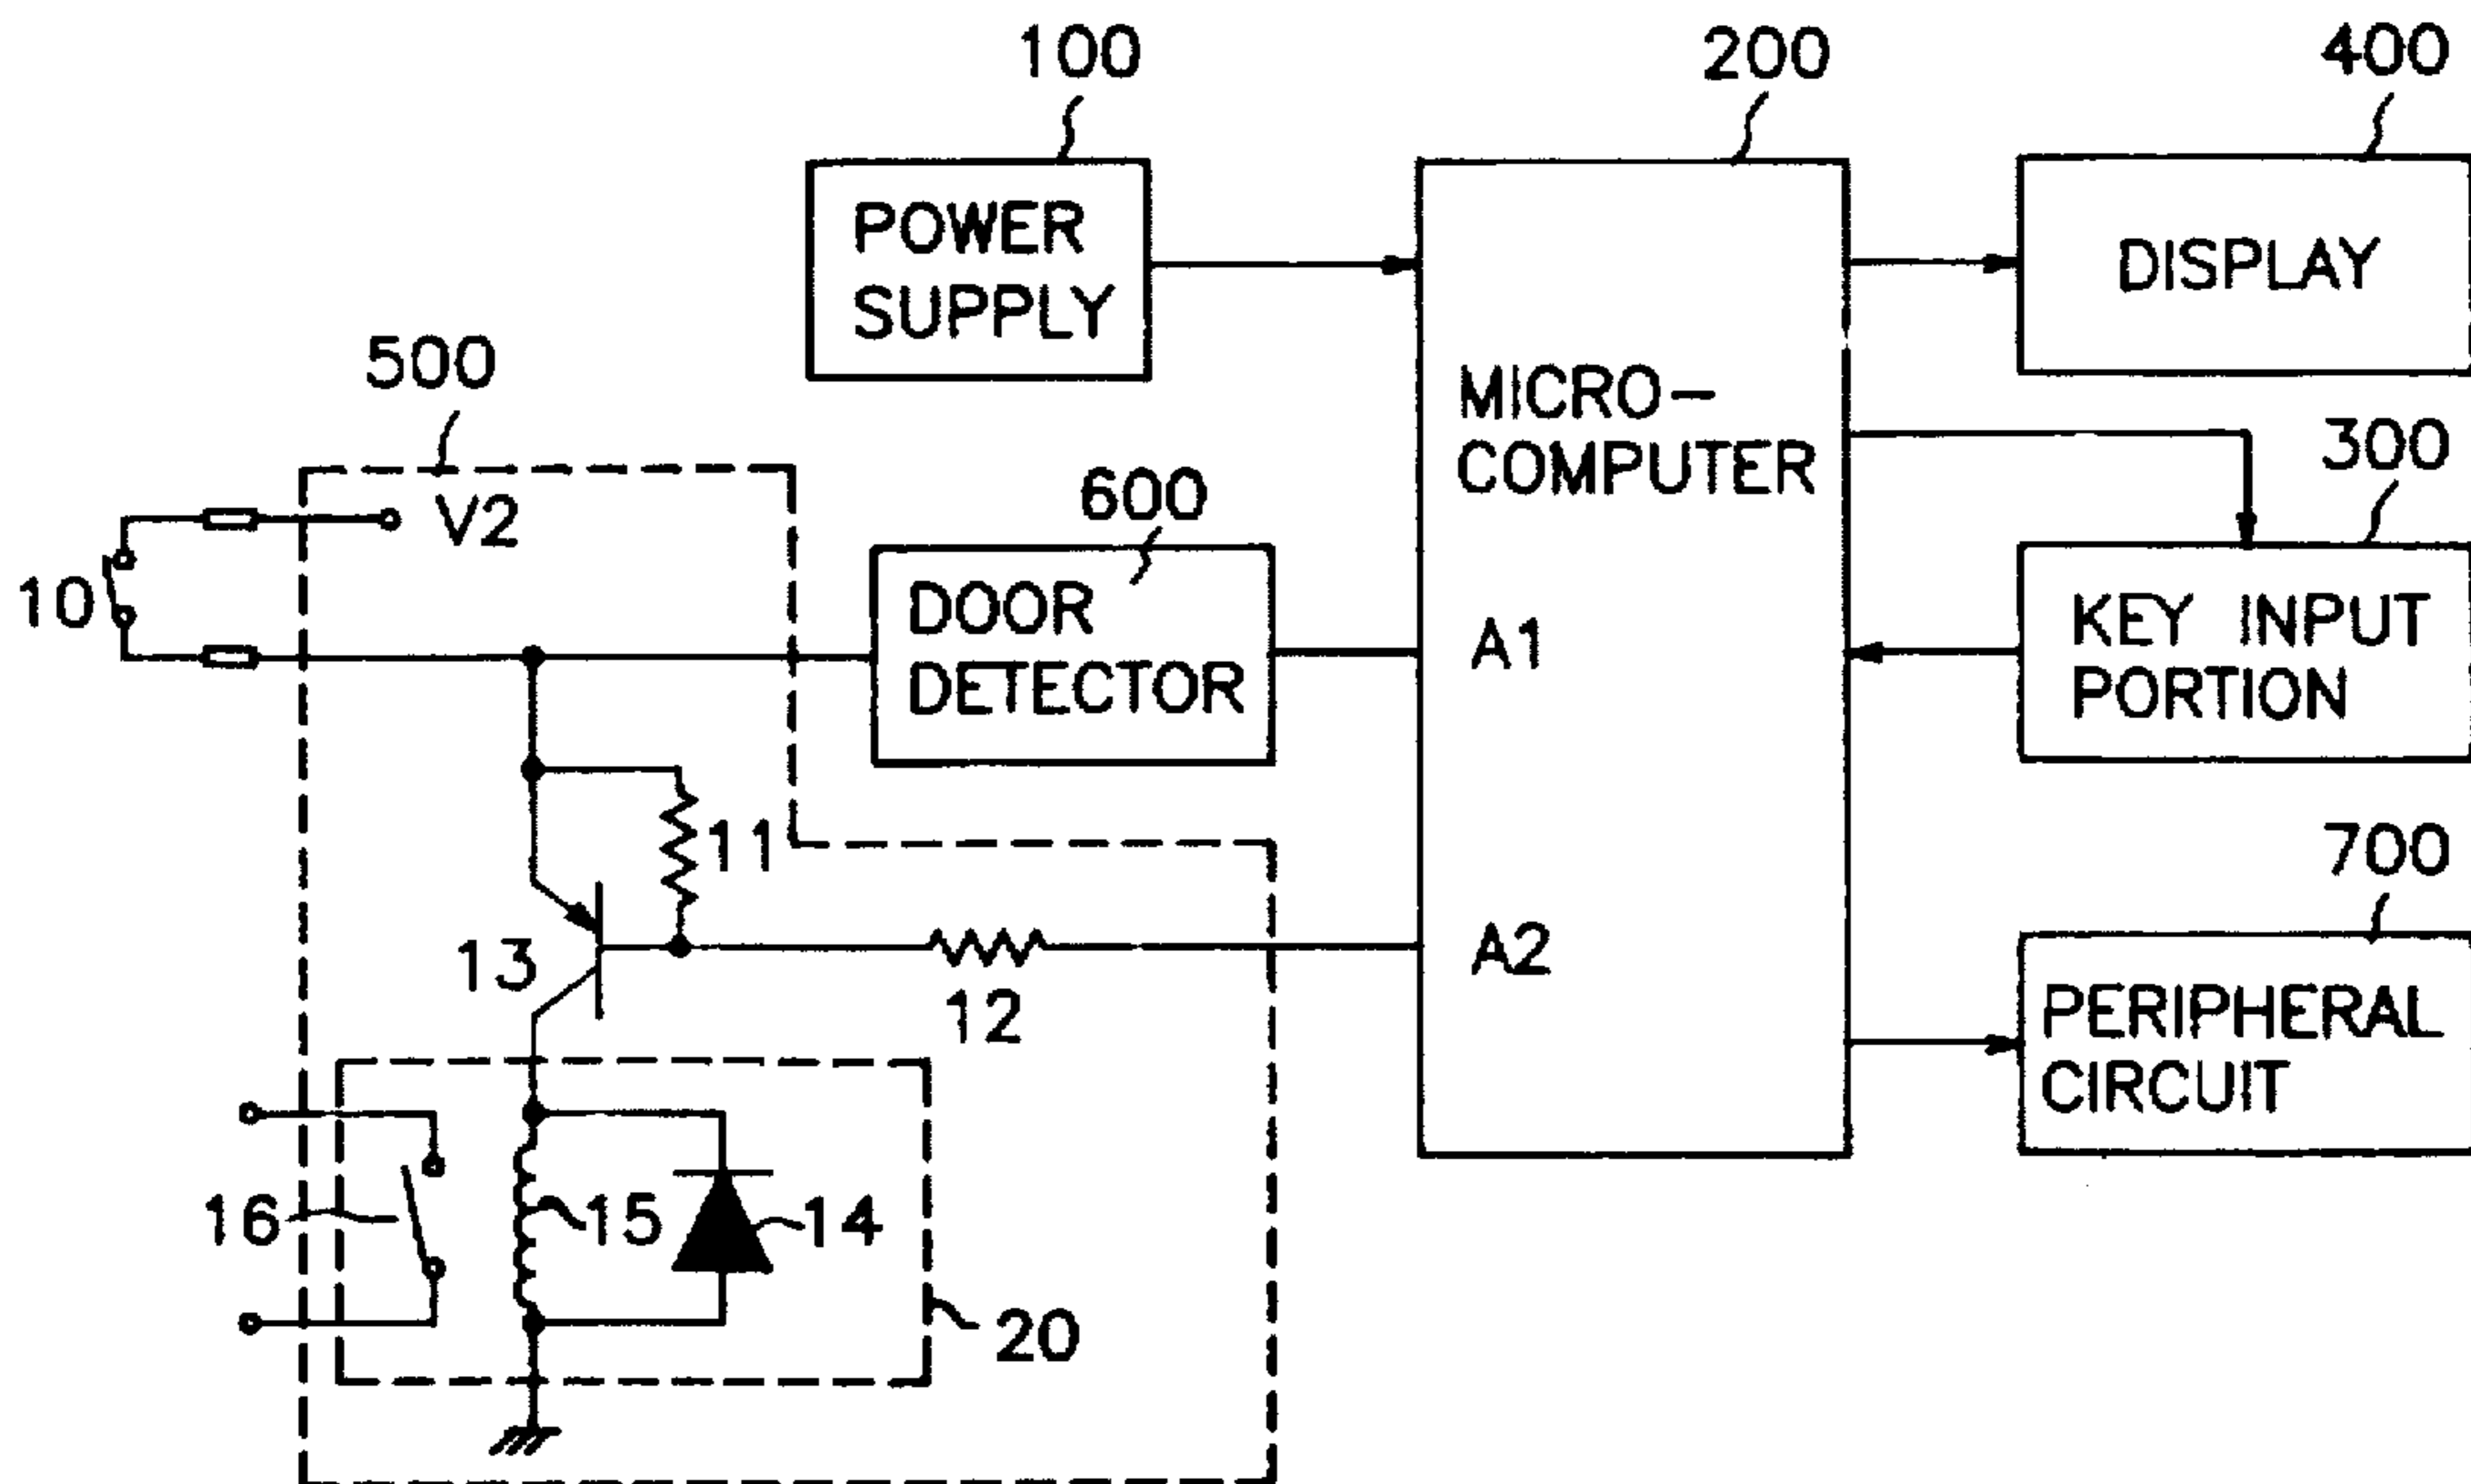 100
200
400
POWER
SUPPLY
DISPLAY
500
MICRO-
COMPUTER
300
V2
600
10
DOOR
DETECTOR
A1
KEY INPUT
PORTION
11
700
13
A2
12
PERIPHERAL
CIRCUIT
16
15
14
20